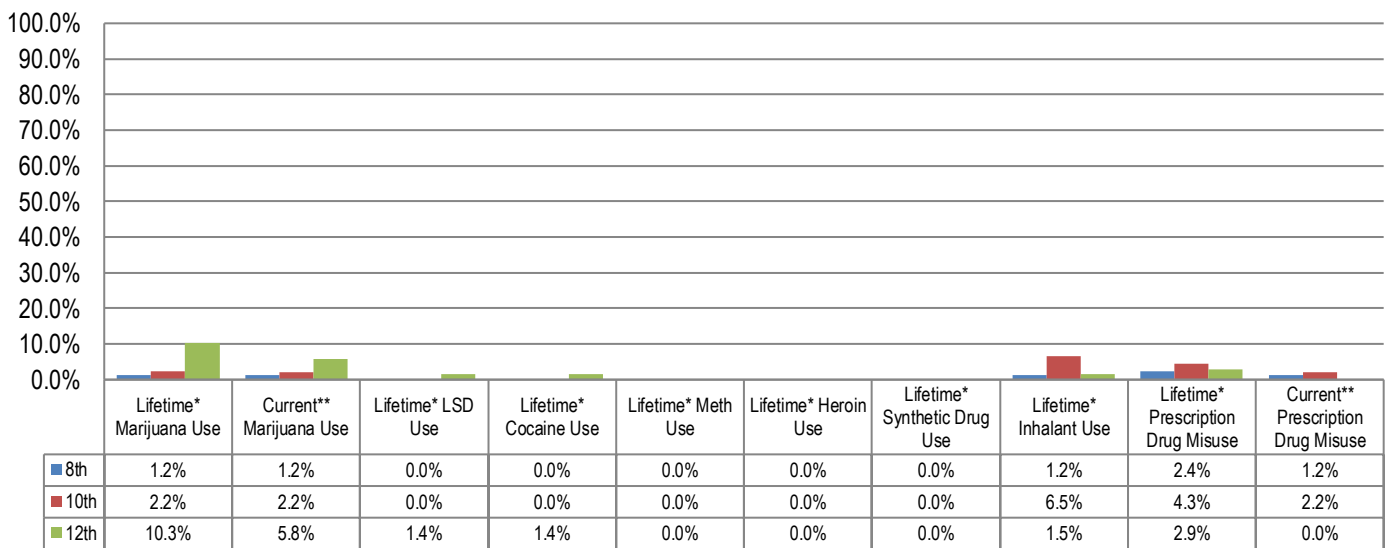 100.0%
90.0%
80.0%
70.0%
60.0%
50.0%
40.0%
30.0%
20.0%
10.0%
0.0%
Lifetime*
Marijuana Use
Current**
Marijuana Use
Lifetime* LSD
Use
Lifetime*
Cocaine Use
Lifetime* Meth
Use
Lifetime* Heroin
Use
Lifetime*
Synthetic Drug
Use
Lifetime*
Inhalant Use
Lifetime*
Prescription
Drug Misuse
Current**
Prescription
Drug Misuse
8th 1.2% 1.2% 0.0% 0.0% 0.0% 0.0% 0.0% 1.2% 2.4% 1.2%
10th 2.2% 2.2% 0.0% 0.0% 0.0% 0.0% 0.0% 6.5% 4.3% 2.2%
12th 10.3% 5.8% 1.4% 1.4% 0.0% 0.0% 0.0% 1.5% 2.9% 0.0%